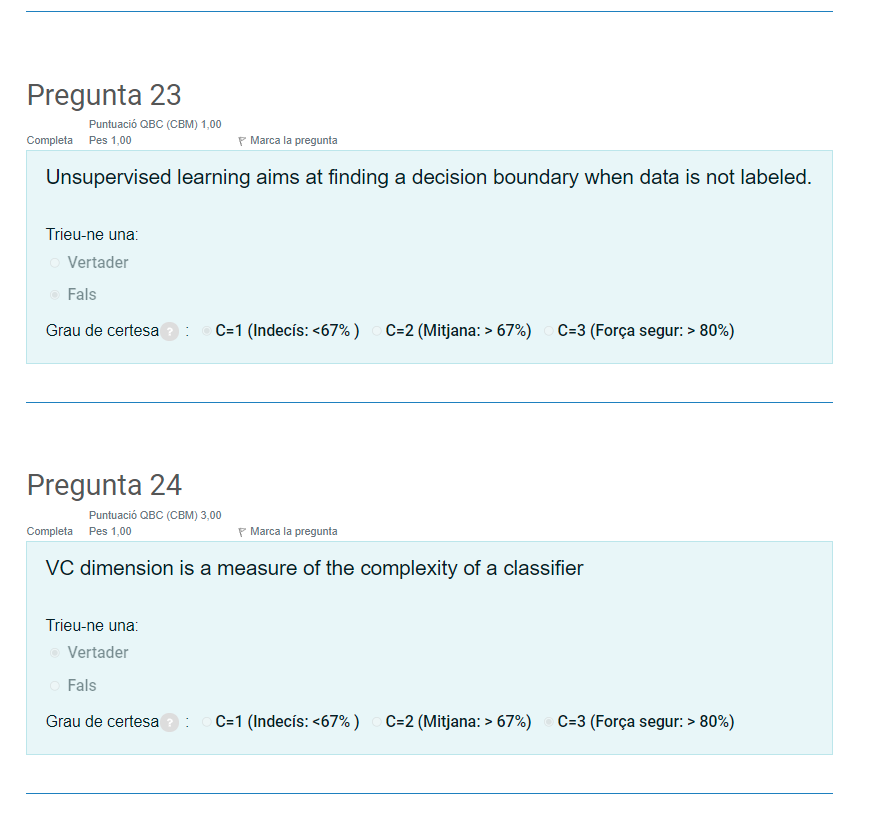 Pregunta 23
Puntuació QBC (CBM) 1,00
Completa Pes 1,00 Marca la pregunta
Unsupervised learning aims at finding a decision boundary when data is not labeled.
Trieu-ne una:
Vertader
Fals
Grau de certesa ? : C=1 (Indecís: <67% ) C=2 (Mitjana: > 67%) C=3 (Força segur: > 80%)
Pregunta 24
Puntuació QBC (CBM) 3,00
Completa Pes 1,00 Marca la pregunta
VC dimension is a measure of the complexity of a classifier
Trieu-ne una:
Vertader
Fals
Grau de certesa ? : C=1 (Indecís: <67% ) C=2 (Mitjana: > 67%) C=3 (Força segur: > 80%)